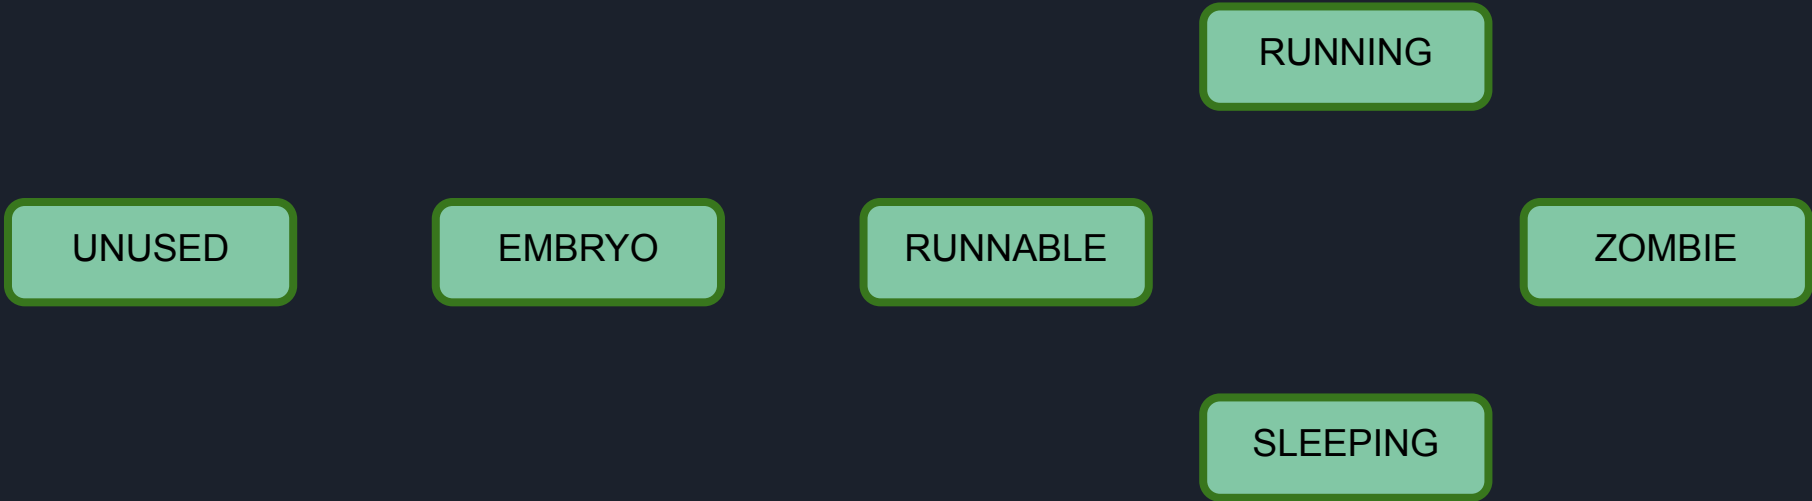 RUNNING
UNUSED
EMBRYO
RUNNABLE
ZOMBIE
SLEEPING